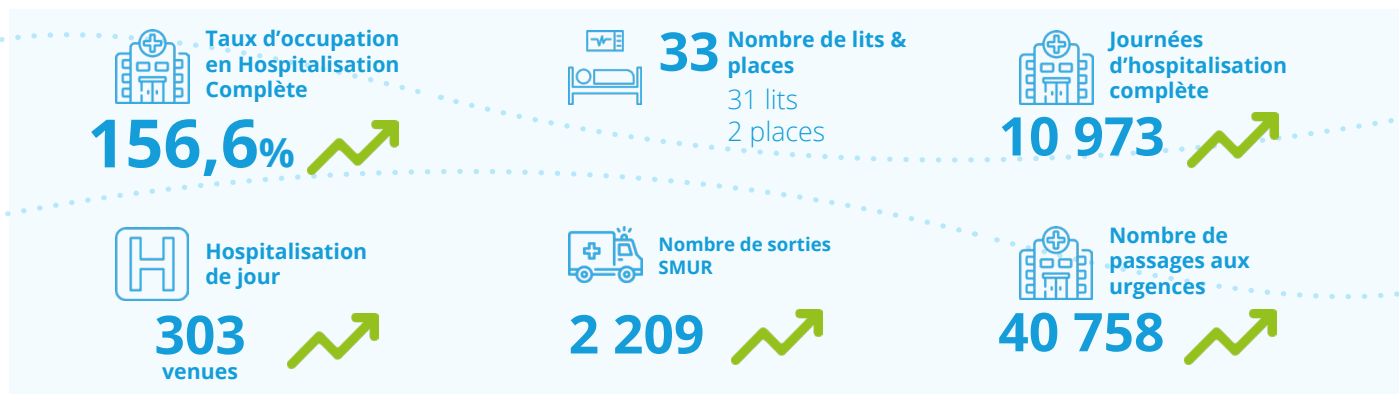 Taux d’occupation
en Hospitalisation
Complète
156,6%
33
Nombre de lits &
places
31 lits
2 places
Journées
d’hospitalisation
complète
10 973
H
Hospitalisation
de jour
303
venues
Nombre de sorties
SMUR
2 209
Nombre de
passages aux
urgences
40 758